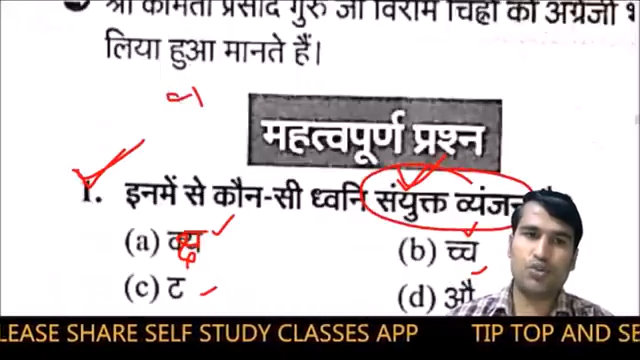 श्री कामता प्रसाद गुरु जी विराम चिह्नों को अंग्रेजी
लिया हुआ मानते हैं।
महत्वपूर्ण प्रश्न
1. इनमें से कौन-सी ध्वनि संयुक्त व्यंजन
(a)
(b) च्च
(c) ट
(d) औ
LEASE SHARE SELF STUDY CLASSES APP TIP TOP AND SE